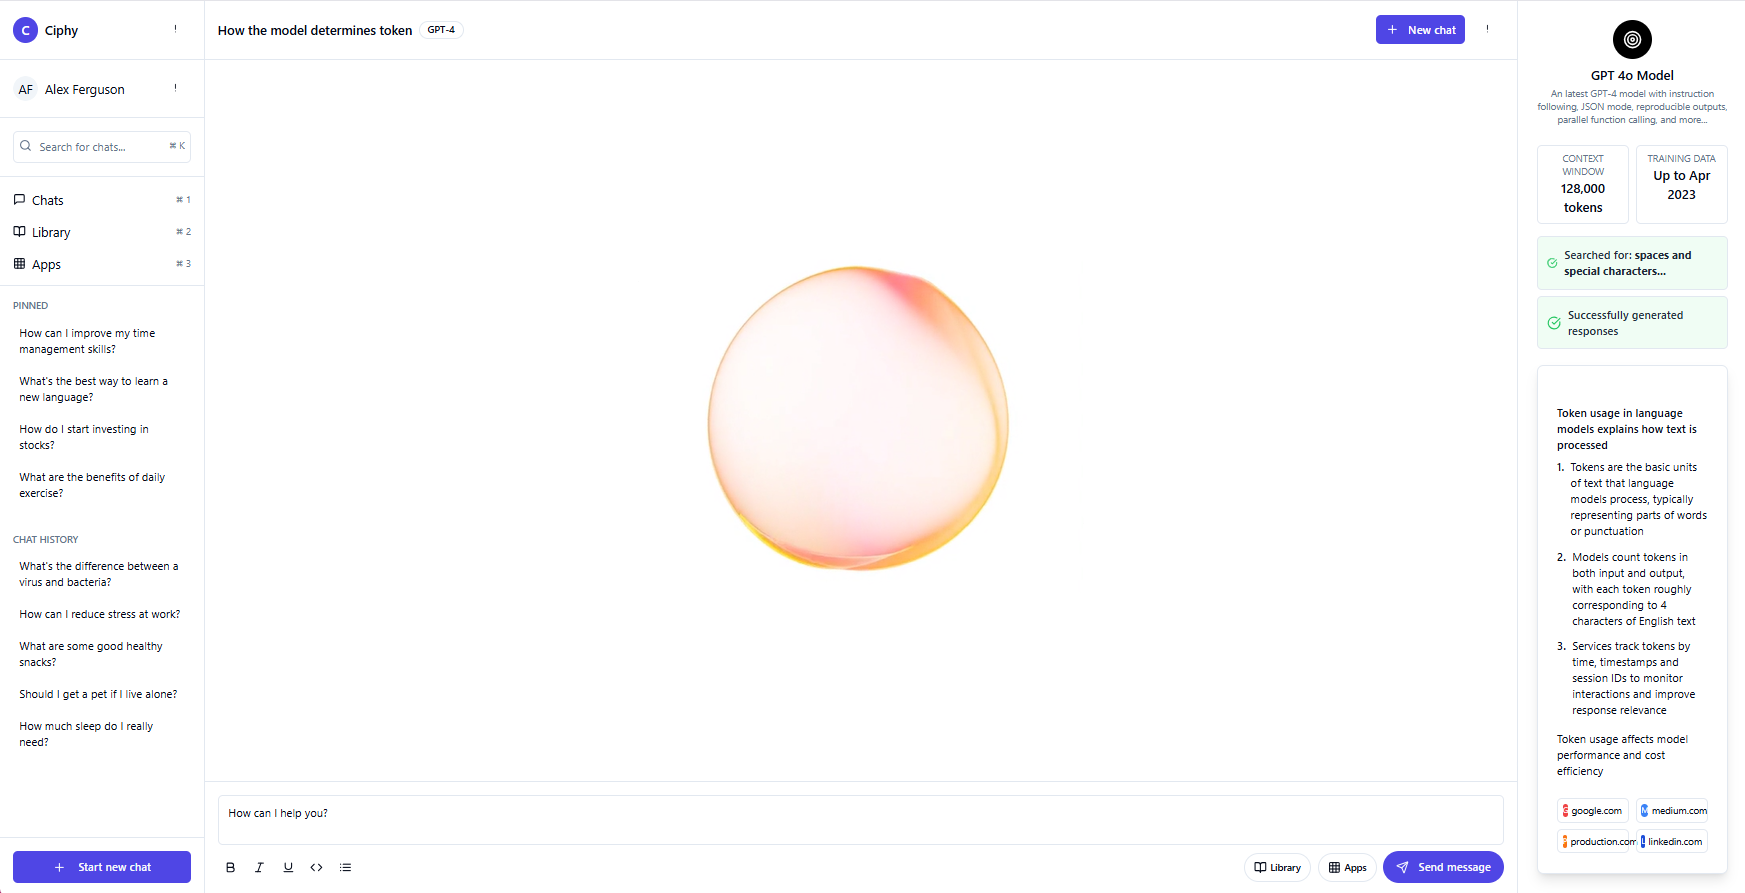 C Ciphy
AF Alex Ferguson
Search for chats... ⌘ K
Chats ⌘ 1
Library ⌘ 2
Apps ⌘ 3
PINNED
How can I improve my time
management skills?
What's the best way to learn a
new language?
How do I start investing in
stocks?
What are the benefits of daily
exercise?
CHAT HISTORY
What's the difference between a
virus and bacteria?
How can I reduce stress at work?
What are some good healthy
snacks?
Should I get a pet if I live alone?
How much sleep do I really
need?
+ Start new chat
How the model determines token GPT-4
+ New chat
How can I help you?
B I U <>
Library Apps Send message
GPT 4o Model
An latest GPT-4 model with instruction
following, JSON mode, reproducible outputs,
parallel function calling, and more...
CONTEXT
WINDOW
128,000
tokens
TRAINING DATA
Up to Apr
2023
Searched for: spaces and
special characters...
Successfully generated
responses
Token usage in language
models explains how text is
processed
1. Tokens are the basic units
of text that language
models process, typically
representing parts of words
or punctuation
2. Models count tokens in
both input and output,
with each token roughly
corresponding to 4
characters of English text
3. Services track tokens by
time, timestamps and
session IDs to monitor
interactions and improve
response relevance
Token usage affects model
performance and cost
efficiency
google.com medium.com
production.com linkedin.com